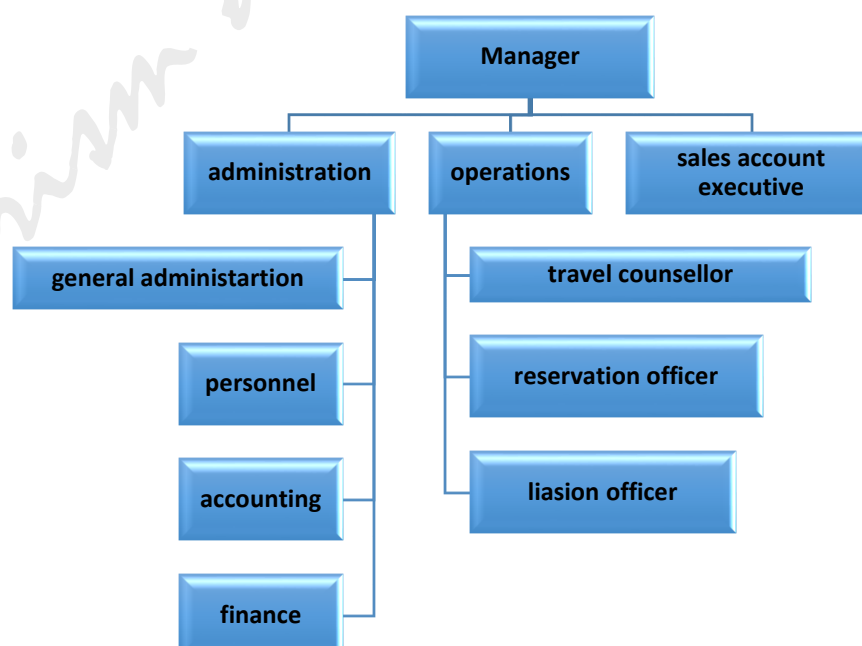 Manager
administration
operations
sales account
executive
general administartion
travel counsellor
personnel
reservation officer
accounting
liasion officer
finance